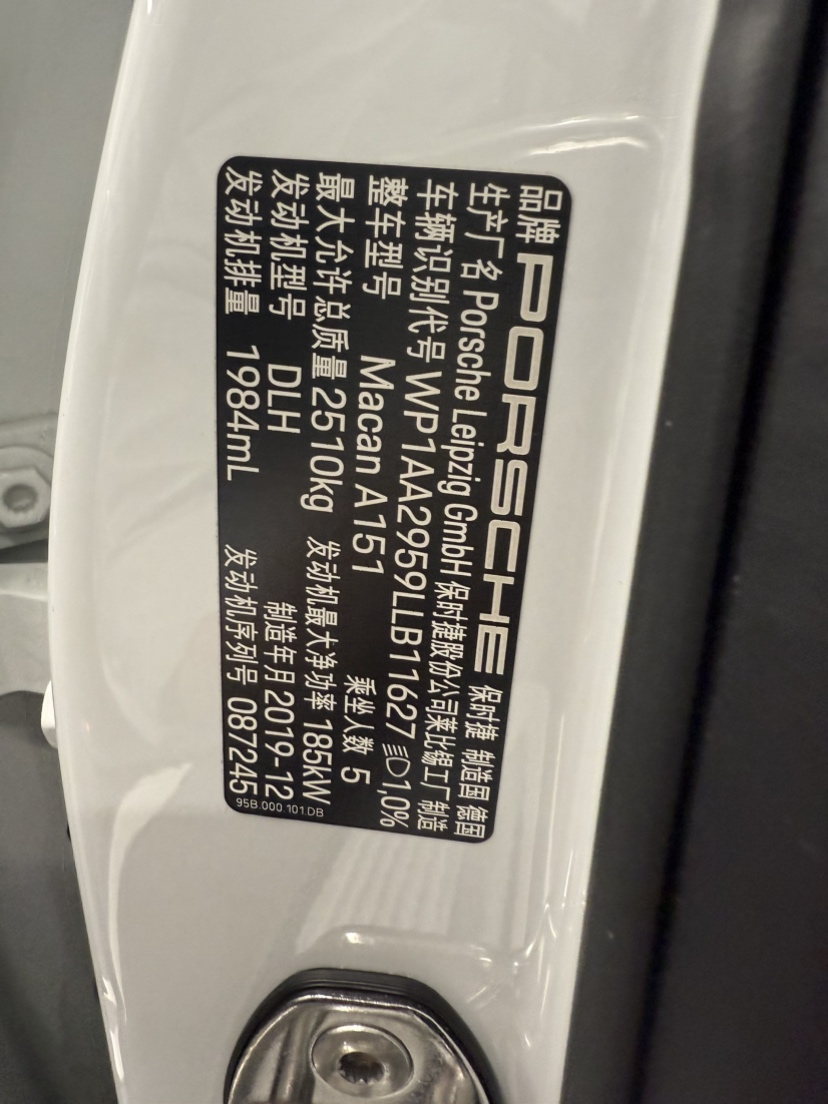 品牌 PORSCHE 保时捷 制造国 德国
生产厂名 Porsche Leipzig GmbH 保时捷股份公司莱比锡工厂制造
车辆识别代号 WP1AA2959LLB11627 1,0%
整车型号 Macan A151 乘坐人数 5
最大允许总质量 2510kg 发动机最大净功率 185kW
发动机型号 DLH 制造年月 2019-12
发动机排量 1984mL 发动机序列号 087245
95B.000.101.DB